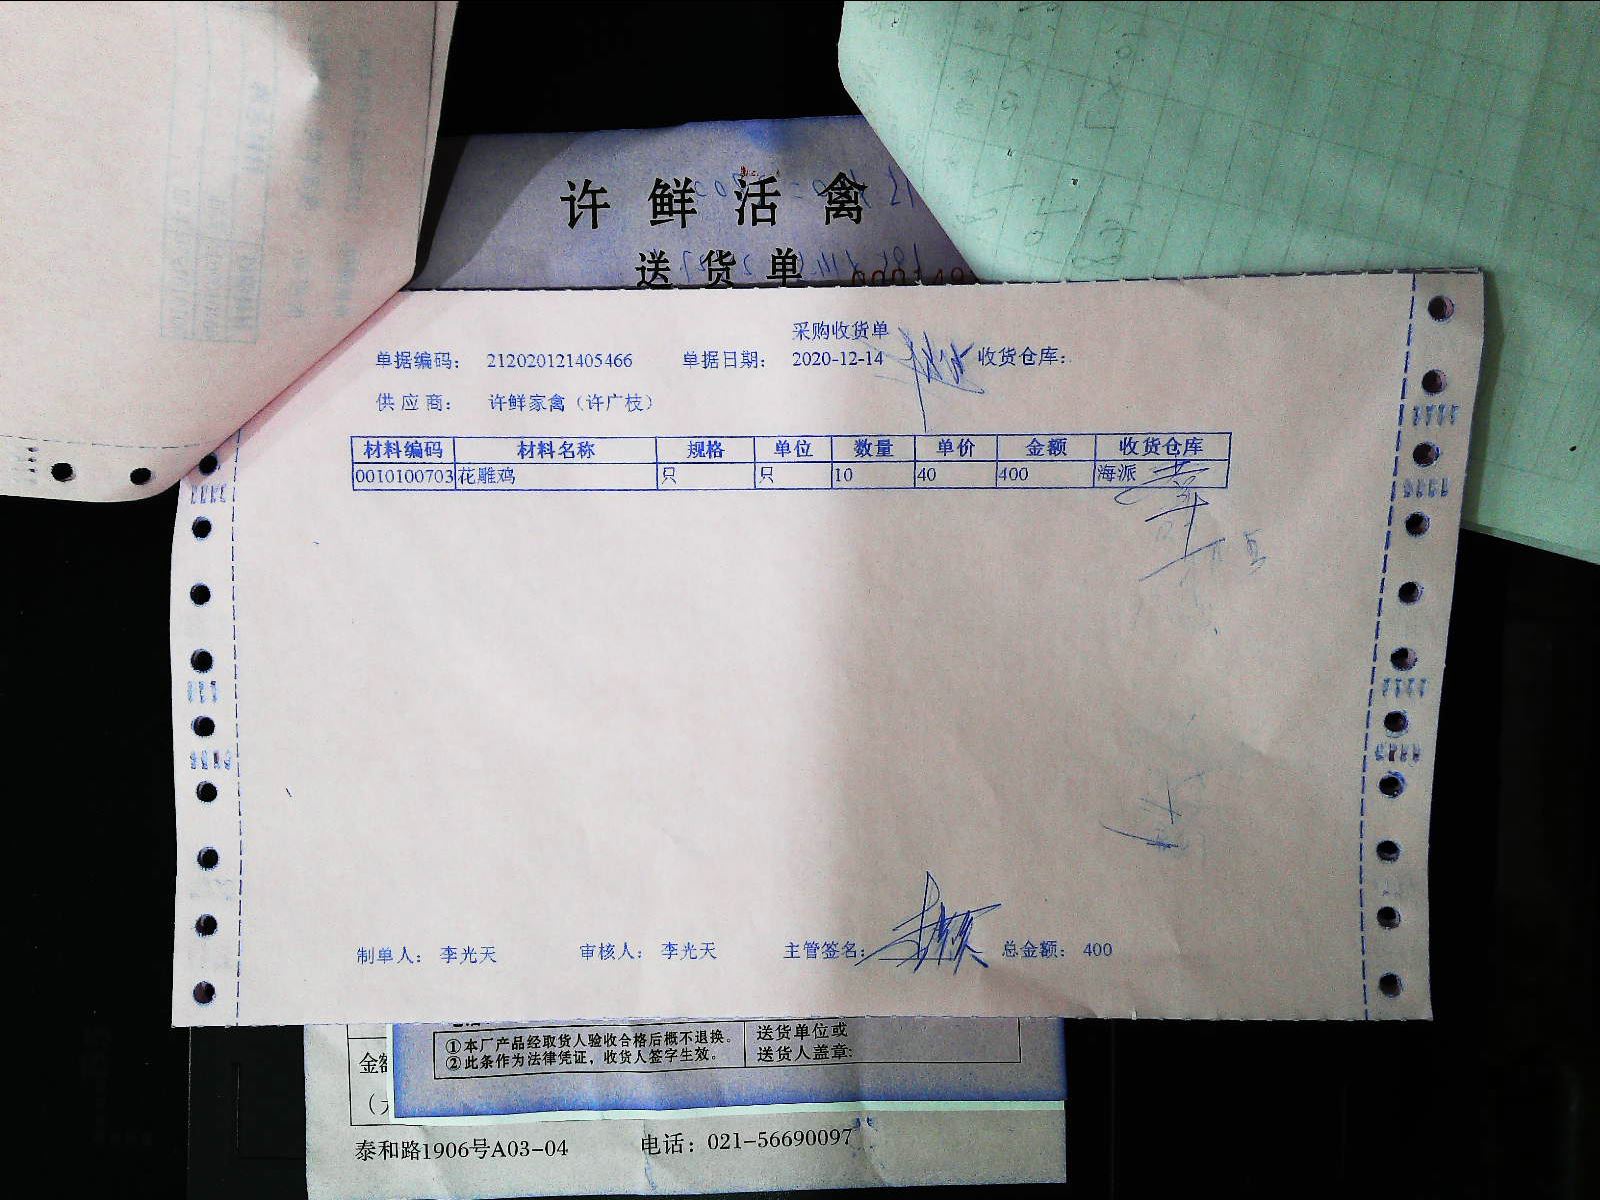 许鲜活禽
送货单
采购收货单
单据编码： 212020121405466 单据日期： 2020-12-14 收货仓库：
供应商： 许鲜家禽（许广枝）
材料编码 材料名称 规格 单位 数量 单价 金额 收货仓库
0010100703 花雕鸡 只 只 10 40 400 海派
制单人： 李光天 审核人： 李光天 主管签名： 总金额： 400
①本厂产品经取货人验收合格后概不退换。 送货单位或
②此条作为法律凭证，收货人签字生效。 送货人盖章:
泰和路1906号A03-04 电话：021-56690097